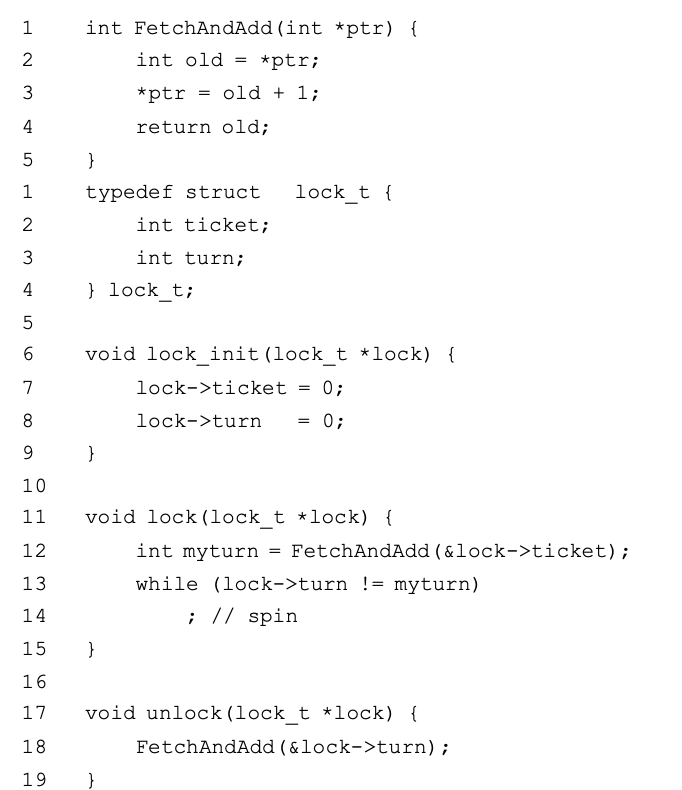 1 int FetchAndAdd(int *ptr) {
2 int old = *ptr;
3 *ptr = old + 1;
4 return old;
5 }
1 typedef struct lock_t {
2 int ticket;
3 int turn;
4 } lock_t;
5
6 void lock_init(lock_t *lock) {
7 lock->ticket = 0;
8 lock->turn = 0;
9 }
10
11 void lock(lock_t *lock) {
12 int myturn = FetchAndAdd(&lock->ticket);
13 while (lock->turn != myturn)
14 ; // spin
15 }
16
17 void unlock(lock_t *lock) {
18 FetchAndAdd(&lock->turn);
19 }